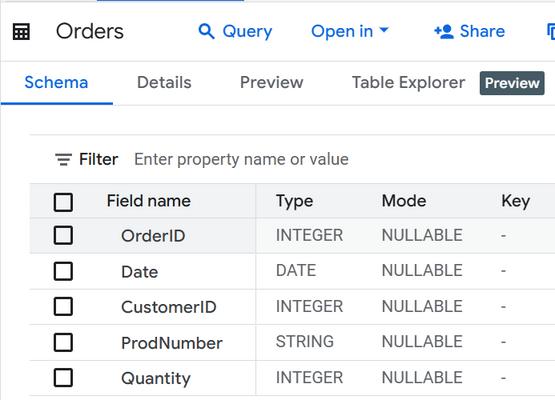 Orders Query Open in Share
Schema Details Preview Table Explorer Preview
Filter Enter property name or value
Field name Type Mode Key
OrderID INTEGER NULLABLE -
Date DATE NULLABLE -
CustomerID INTEGER NULLABLE -
ProdNumber STRING NULLABLE -
Quantity INTEGER NULLABLE -